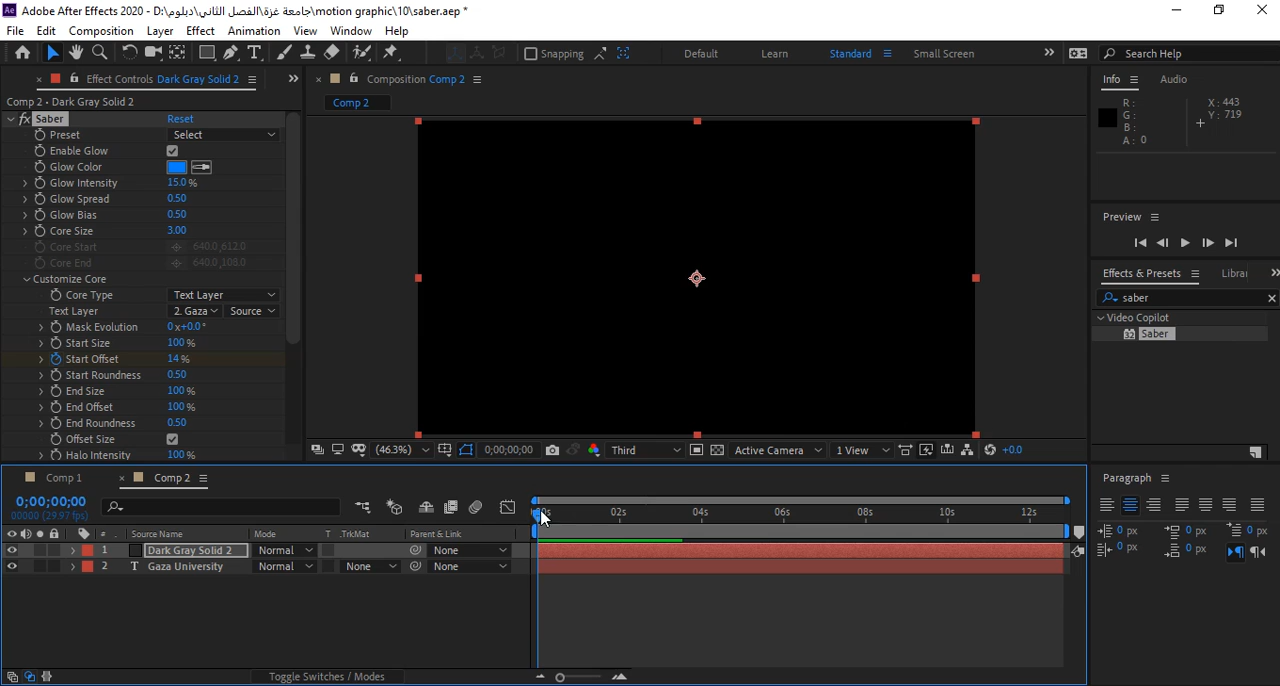 Adobe After Effects 2020 - D:\جامعة غزة\الفصل الثاني\دبلوم\motion graphic\10\saber.aep *
File Edit Composition Layer Effect Animation View Window Help
Snapping Default Learn Standard Small Screen Search Help
Effect Controls Dark Gray Solid 2
Comp 2 • Dark Gray Solid 2
fx Saber Reset
Preset Select
Enable Glow
Glow Color
Glow Intensity 15.0 %
Glow Spread 0.50
Glow Bias 0.50
Core Size 3.00
Core Start 640.0,612.0
Core End 640.0,108.0
Customize Core
Core Type Text Layer
Text Layer 2. Gaza Source
Mask Evolution 0x+0.0°
Start Size 100 %
Start Offset 14 %
Start Roundness 0.50
End Size 100 %
End Offset 100 %
End Roundness 0.50
Offset Size
Halo Intensity 100 %
Composition Comp 2
Comp 2
(46.3%) 0;00;00;00 Third Active Camera 1 View +0.0
Info Audio
R: X: 443
G: Y: 719
B:
A: 0
Preview
Effects & Presets Librai
saber
Video Copilot
32 Saber
Comp 1 Comp 2
0;00;00;00
00000 (29.97 fps)
:00s 02s 04s 06s 08s 10s 12s
# Source Name Mode T .TrkMat Parent & Link
1 Dark Gray Solid 2 Normal None
2 T Gaza University Normal None None
Toggle Switches / Modes
Paragraph
0 px 0 px 0 px
0 px 0 px